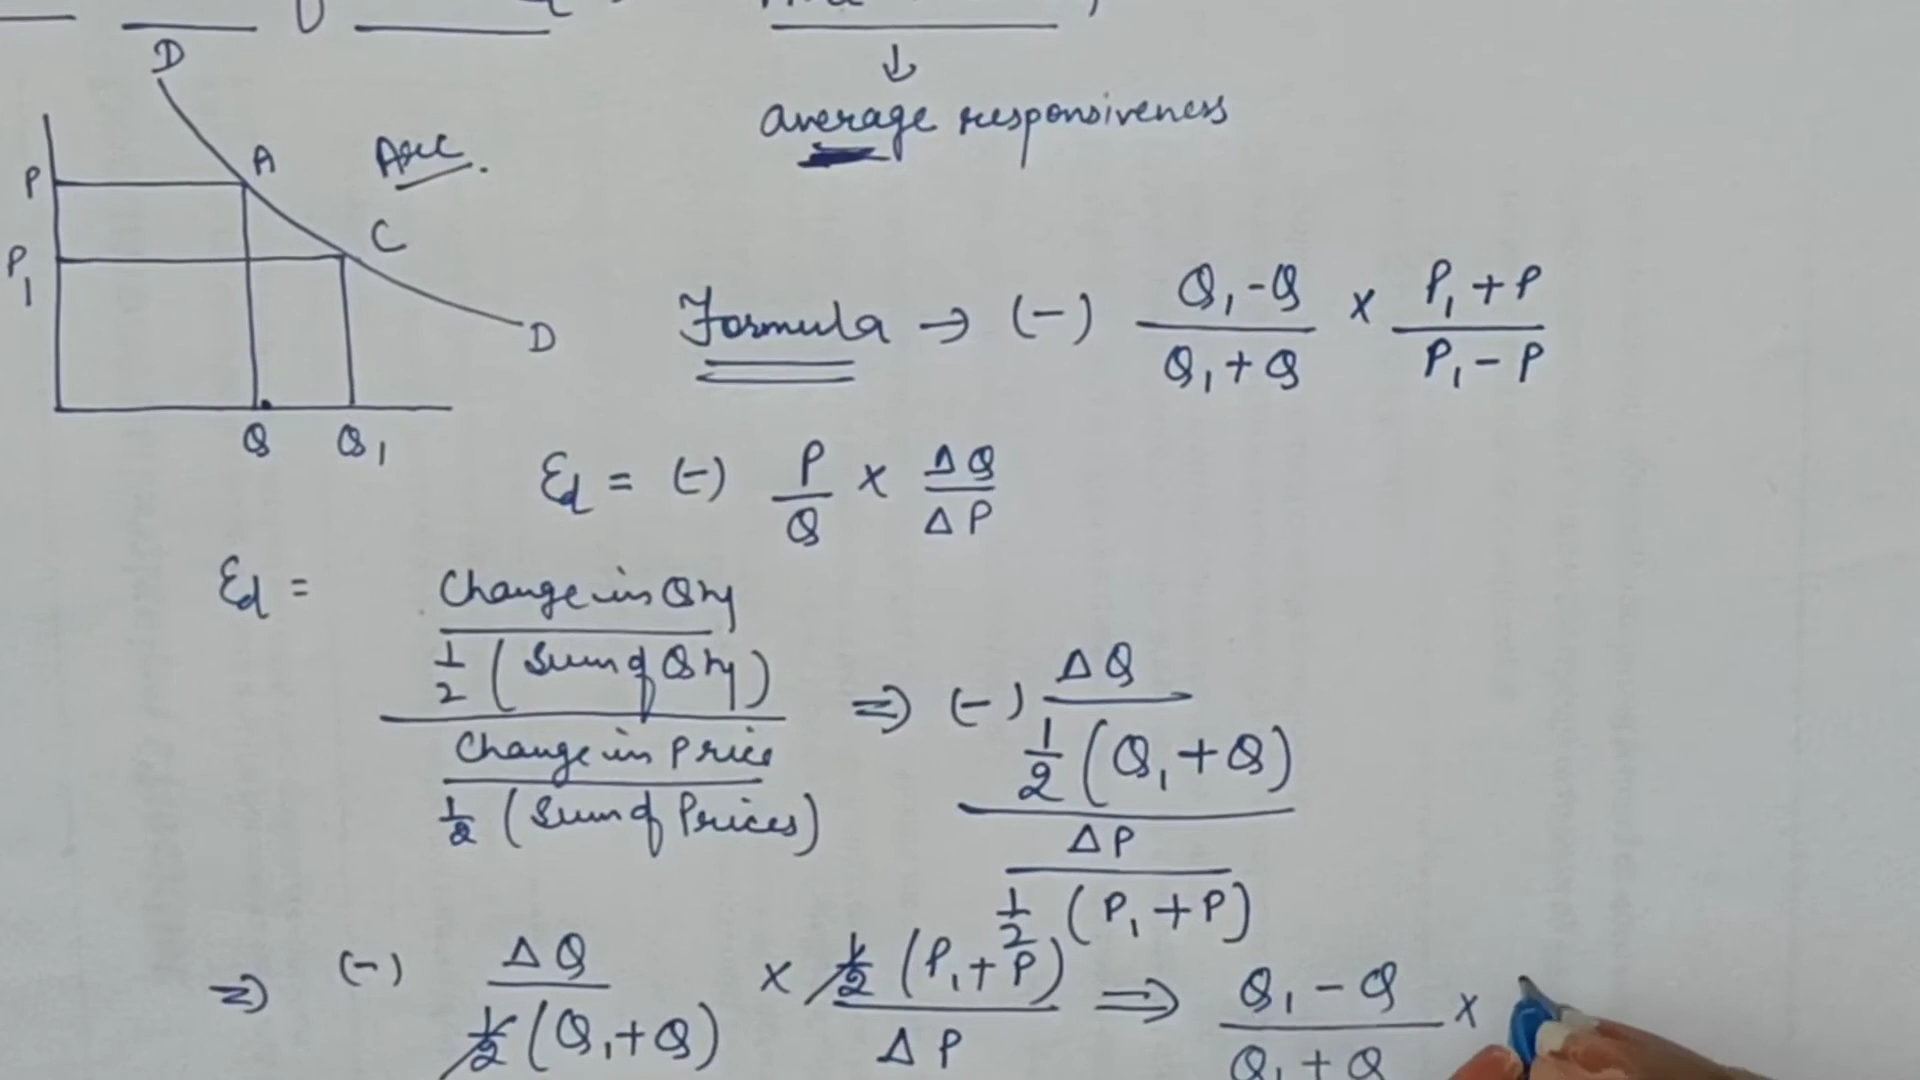 D
average responsiveness
A
Arc.
P
C
P1
D
Formula → (-) Q1-Q / Q1+Q × P1+P / P1-P
Q Q1
Ed = (-) P/Q × ΔQ/ΔP
Ed = Change in Qty / ½ (Sum of Qty) / Change in Price / ½ (Sum of Prices) ⇒ (-) ΔQ / ½ (Q1+Q) / ΔP / ½ (P1+P)
⇒ (-) ΔQ / ½ (Q1+Q) × ½ (P1+P) / ΔP ⇒ Q1-Q / Q1+Q ×